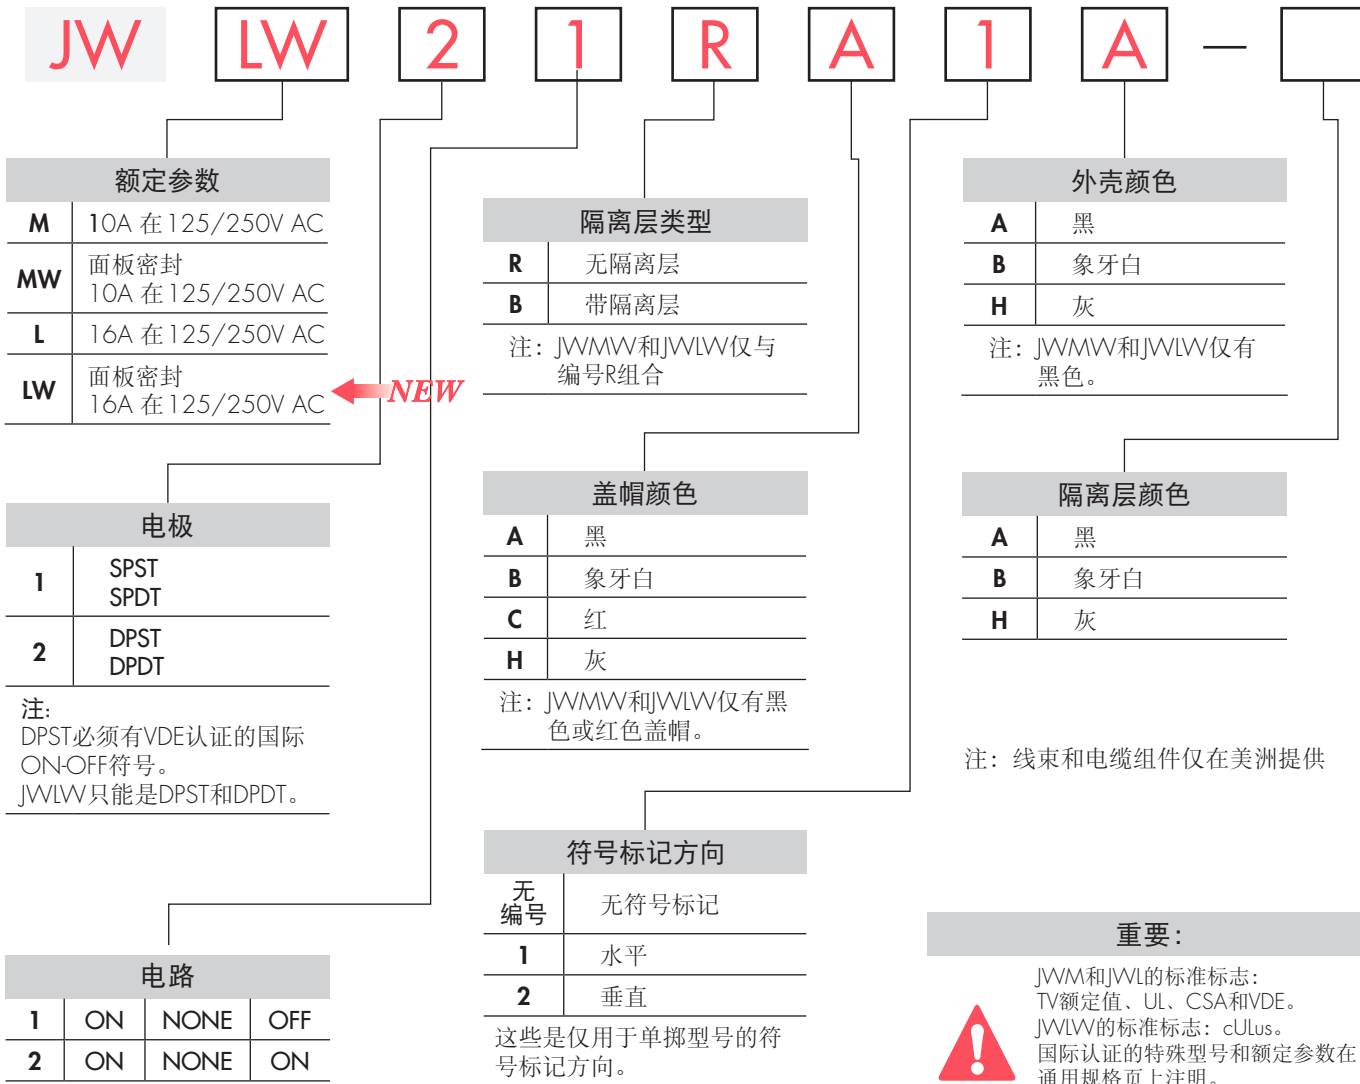 JW LW 2 1 R A 1 A —
额定参数
M 10A 在125/250V AC
MW 面板密封
10A 在125/250V AC
L 16A 在125/250V AC
LW 面板密封
16A 在125/250V AC
NEW
电极
1 SPST
SPDT
2 DPST
DPDT
注:
DPST必须有VDE认证的国际
ON-OFF符号。
JWLW只能是DPST和DPDT。
电路
1 ON NONE OFF
2 ON NONE ON
隔离层类型
R 无隔离层
B 带隔离层
注: JWMW和JWLW仅与
编号R组合
盖帽颜色
A 黑
B 象牙白
C 红
H 灰
注: JWMW和JWLW仅有黑
色或红色盖帽。
符号标记方向
无
编号 无符号标记
1 水平
2 垂直
这些是仅用于单掷型号的符
号标记方向。
外壳颜色
A 黑
B 象牙白
H 灰
注: JWMW和JWLW仅有
黑色。
隔离层颜色
A 黑
B 象牙白
H 灰
注: 线束和电缆组件仅在美洲提供
重要:
JWM和JWL的标准标志:
TV额定值、UL、CSA和VDE。
JWLW的标准标志: cULus。
国际认证的特殊型号和额定参数在
通用规格页上注明。